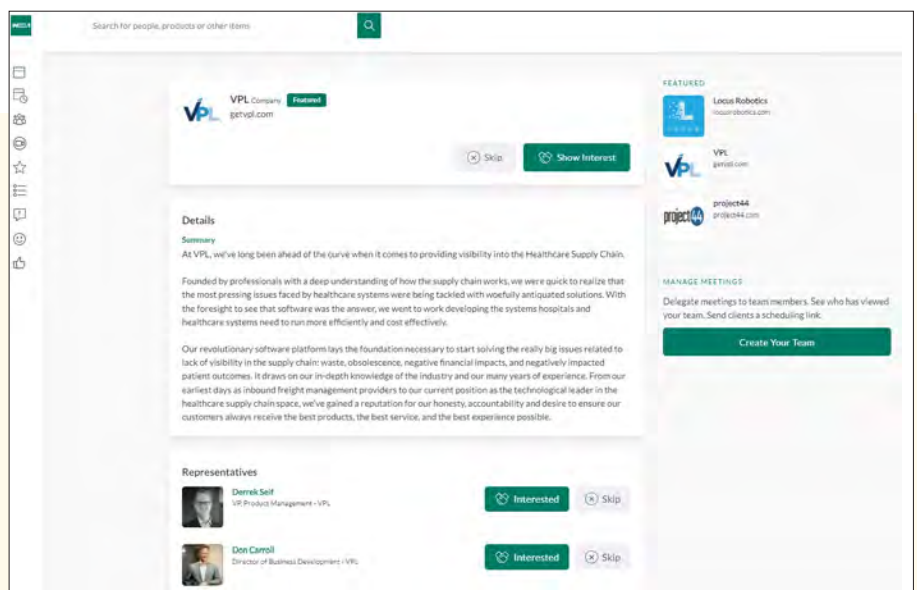 Search for people, products or other items
VPL Company Featured
getvpl.com
VPL
Skip
Show Interest
Details
Summary
At VPL, we've long been ahead of the curve when it comes to providing visibility into the Healthcare Supply Chain.
Founded by professionals with a deep understanding of how the supply chain works, we were quick to realize that
the most pressing issues faced by healthcare systems were being tackled with woefully antiquated solutions. With
the foresight to see that software was the answer, we went to work developing the systems hospitals and
healthcare systems need to run more efficiently and cost effectively.
Our revolutionary software platform lays the foundation necessary to start solving the really big issues related to
lack of visibility in the supply chain: waste, obsolescence, negative financial impacts, and negatively impacted
patient outcomes. It draws on our in-depth knowledge of the industry and our many years of experience. From our
earliest days as inbound freight management providers to our current position as the technological leader in the
healthcare supply chain space, we've gained a reputation for our honesty, accountability and desire to ensure our
customers always receive the best products, the best service, and the best experience possible.
Representatives
Derrek Seif
VP, Product Management - VPL
Interested
Skip
Don Carroll
Director of Business Development - VPL
Interested
Skip
FEATURED
Locus Robotics
locusrobotics.com
L
LOCUS
VPL
getvpl.com
VPL
project44
project44.com
project44
MANAGE MEETINGS
Delegate meetings to team members. See who has viewed
your team. Send clients a scheduling link.
Create Your Team